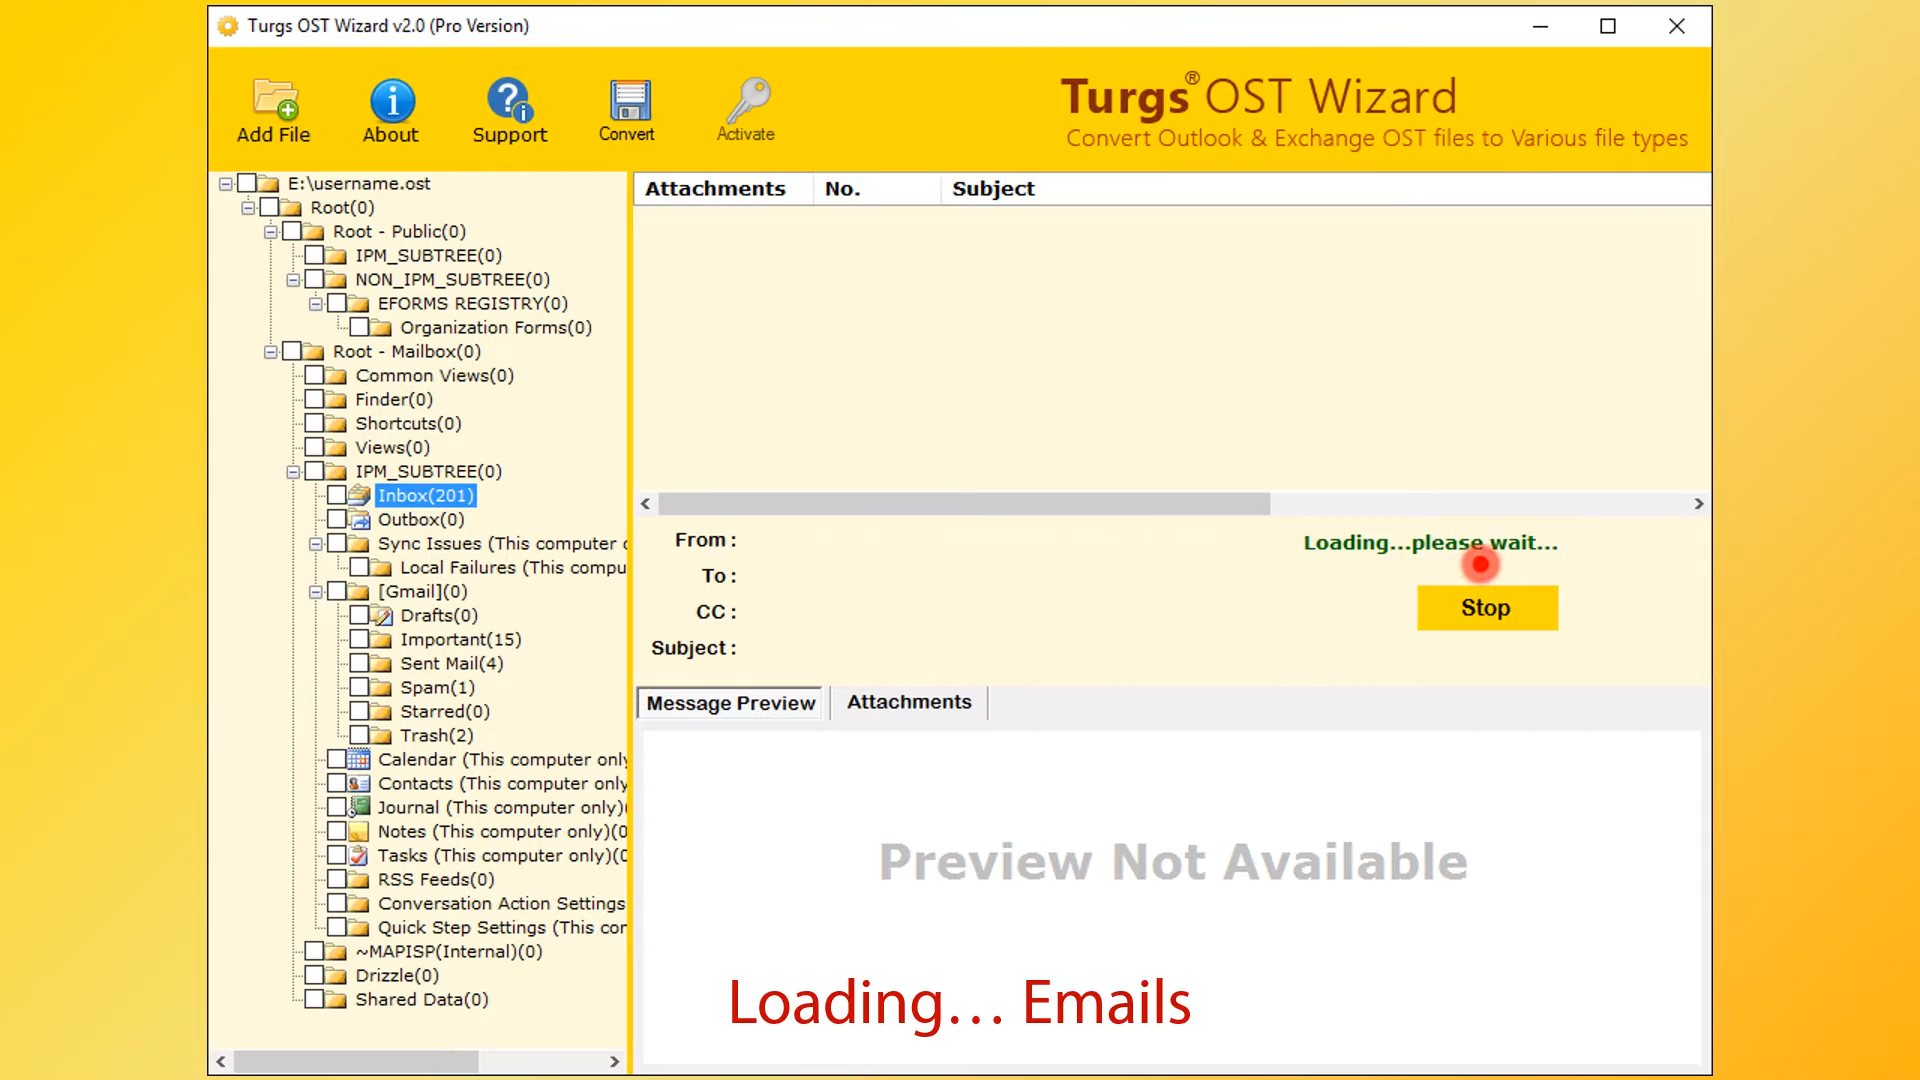 Turgs OST Wizard v2.0 (Pro Version)
Add File
About
Support
Convert
Activate
Turgs® OST Wizard
Convert Outlook & Exchange OST files to Various file types
E:\username.ost
Root(0)
Root - Public(0)
IPM_SUBTREE(0)
NON_IPM_SUBTREE(0)
EFORMS REGISTRY(0)
Organization Forms(0)
Root - Mailbox(0)
Common Views(0)
Finder(0)
Shortcuts(0)
Views(0)
IPM_SUBTREE(0)
Inbox(201)
Outbox(0)
Sync Issues (This computer
Local Failures (This
[Gmail](0)
Drafts(0)
Important(15)
Sent Mail(4)
Spam(1)
Starred(0)
Trash(2)
Calendar (This computer only
Contacts (This computer only
Journal (This computer only)
Notes (This computer only)
Tasks (This computer only)
RSS Feeds(0)
Conversation Action Settings
Quick Step Settings (This
~MAPISP(Internal)(0)
Drizzle(0)
Shared Data(0)
Attachments No. Subject
From :
To :
CC :
Subject :
Loading...please wait...
Stop
Message Preview
Attachments
Preview Not Available
Loading... Emails